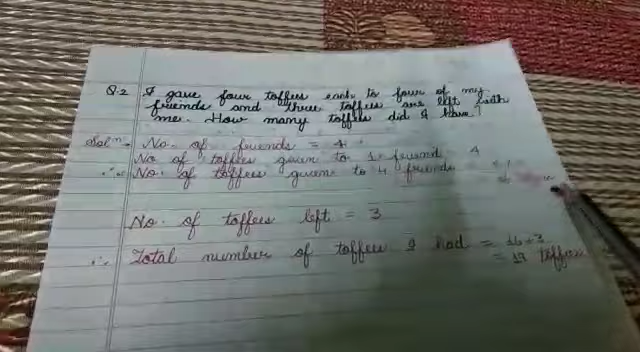 Q.2 I gave four toffees each to four of my
friends and three toffees are left with
me. How many toffees did I have?
Solⁿ- No. of friends = 4
No of toffees given to 1 friend 4
∴ No. of toffees given to 4 friends
No. of toffees left = 3
∴ Total number of toffees I had = 16+3
= 19 toffees